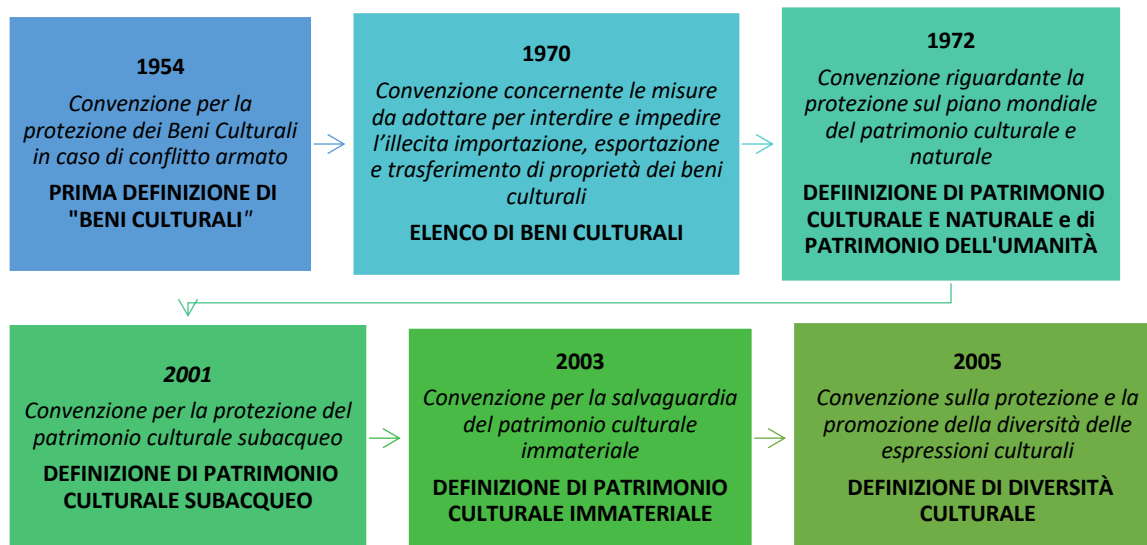 1954
Convenzione per la
protezione dei Beni Culturali
in caso di conflitto armato
PRIMA DEFINIZIONE DI
"BENI CULTURALI"
1970
Convenzione concernente le misure
da adottare per interdire e impedire
l'illecita importazione, esportazione
e trasferimento di proprietà dei beni
culturali
ELENCO DI BENI CULTURALI
1972
Convenzione riguardante la
protezione sul piano mondiale
del patrimonio culturale e
naturale
DEFIINIZIONE DI PATRIMONIO
CULTURALE E NATURALE e di
PATRIMONIO DELL'UMANITÀ
2001
Convenzione per la protezione del
patrimonio culturale subacqueo
DEFINIZIONE DI PATRIMONIO
CULTURALE SUBACQUEO
2003
Convenzione per la salvaguardia
del patrimonio culturale
immateriale
DEFINIZIONE DI PATRIMONIO
CULTURALE IMMATERIALE
2005
Convenzione sulla protezione e la
promozione della diversità delle
espressioni culturali
DEFINIZIONE DI DIVERSITÀ
CULTURALE